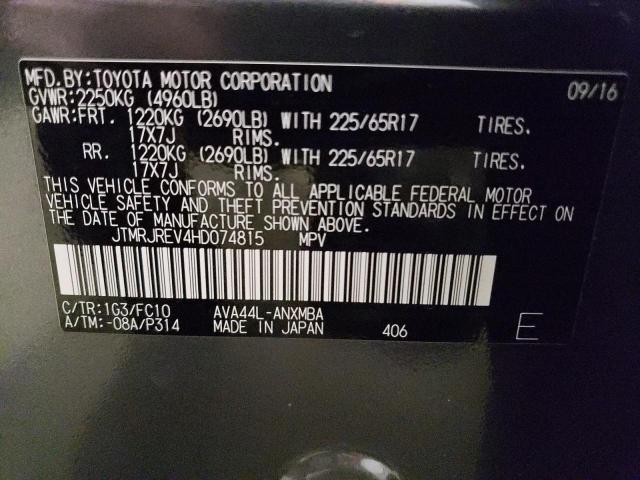 MFD.BY:TOYOTA MOTOR CORPORATION 09/16
GVWR:2250KG (4960LB)
GAWR:FRT. 1220KG (2690LB) WITH 225/65R17 TIRES.
17X7J RIMS.
RR. 1220KG (2690LB) WITH 225/65R17 TIRES.
17X7J RIMS.
THIS VEHICLE CONFORMS TO ALL APPLICABLE FEDERAL MOTOR
VEHICLE SAFETY AND THEFT PREVENTION STANDARDS IN EFFECT ON
THE DATE OF MANUFACTURE SHOWN ABOVE.
JTMRJREV4HD074815 MPV
C/TR:1G3/FC10 AVA44L-ANXMBA
A/TM:-08A/P314 MADE IN JAPAN 406 E